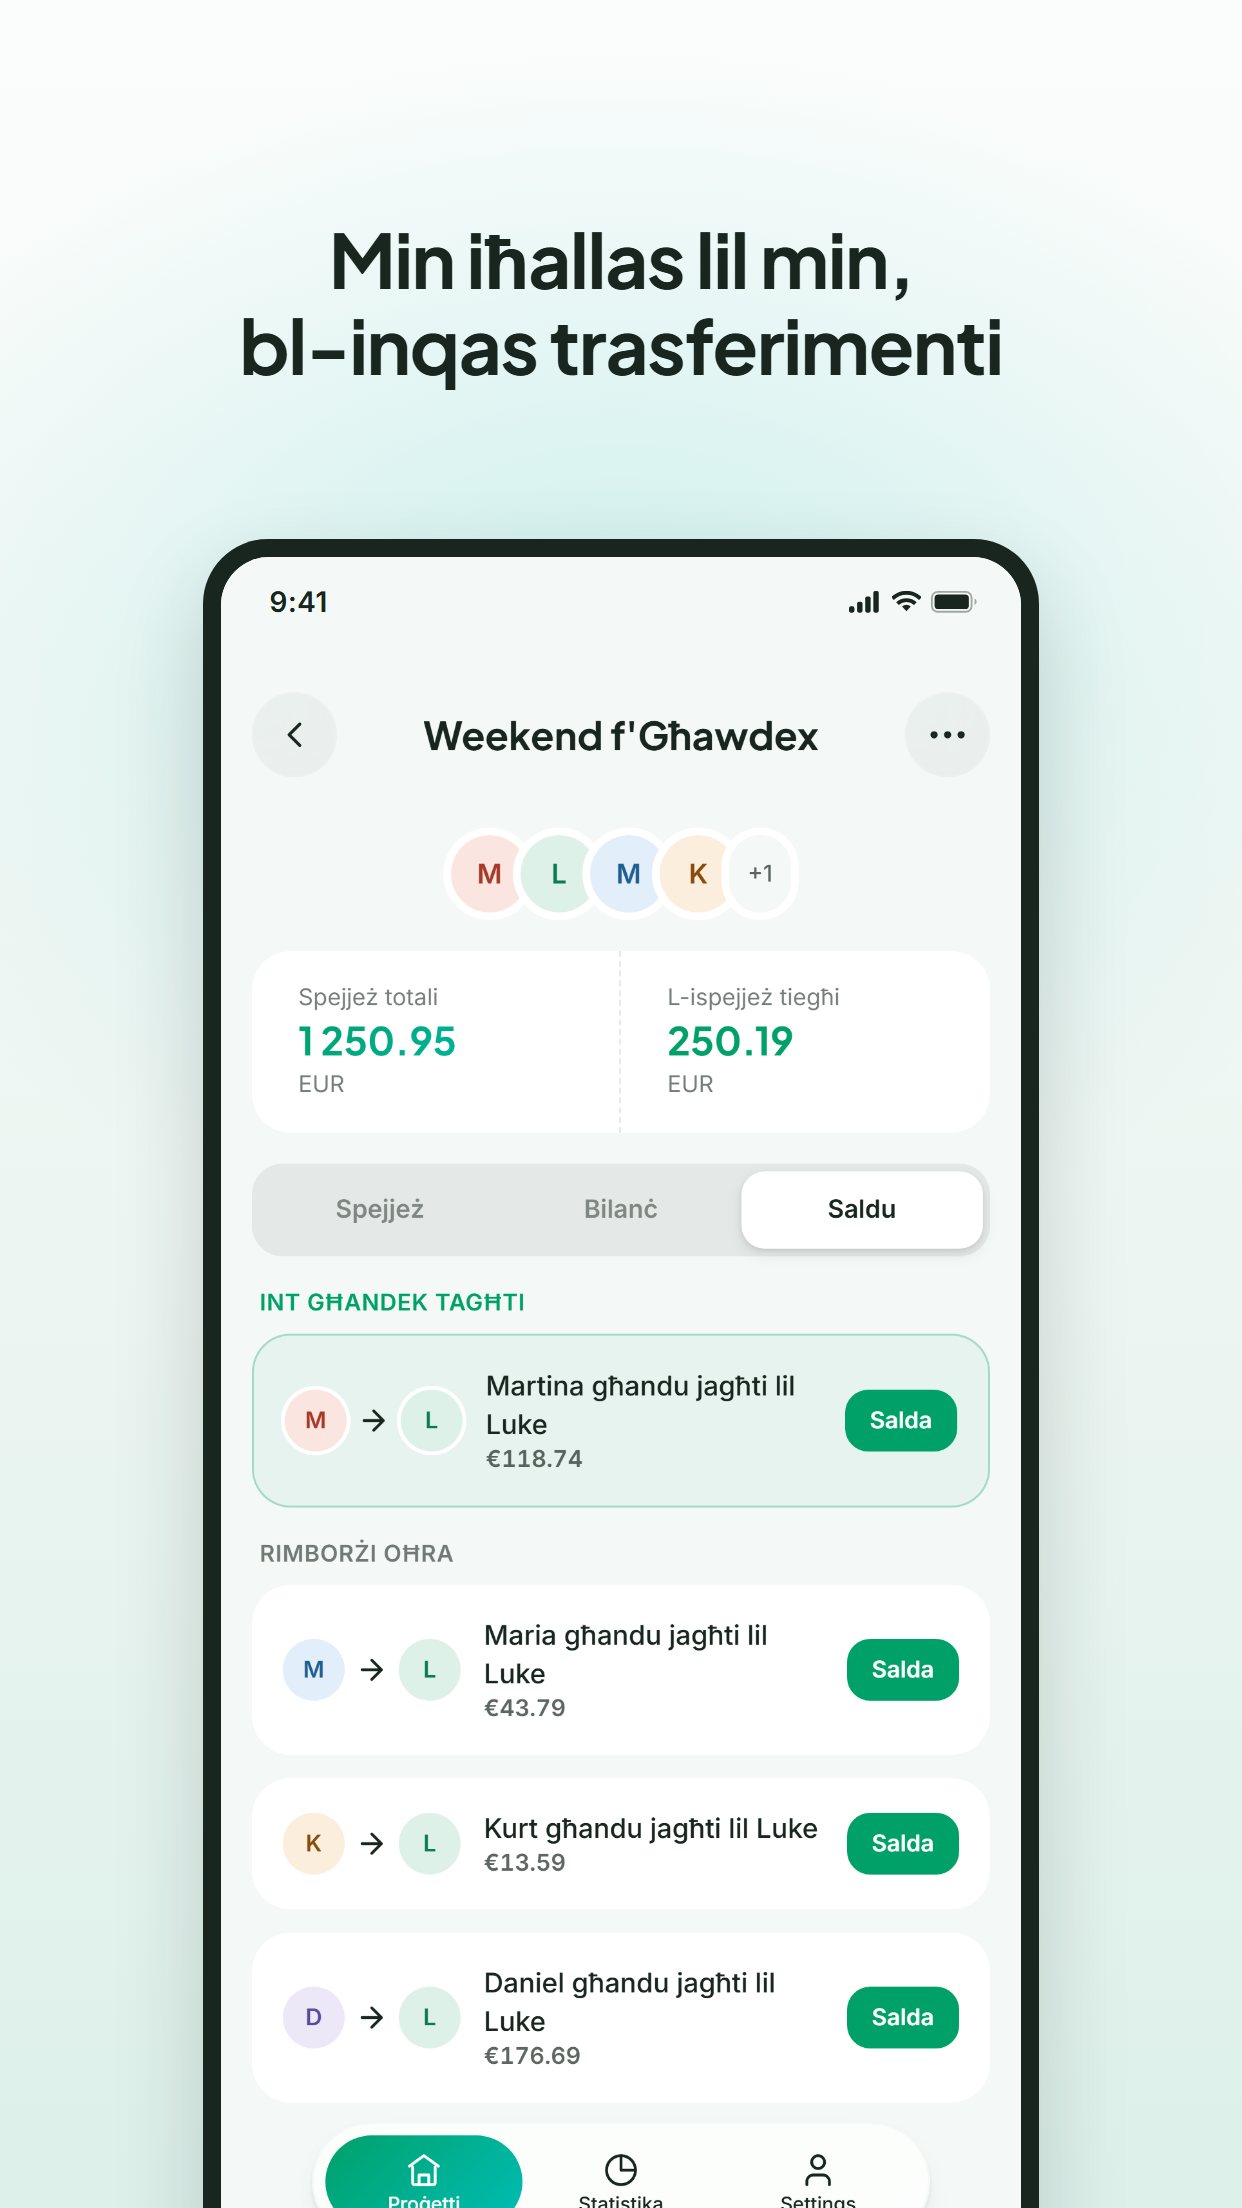 Min iħallas lil min,
bl-inqas trasferimenti
9:41
Weekend f'Għawdex
M L M K +1
Spejjeż totali
1 250.95
EUR
L-ispejjeż tiegħi
250.19
EUR
Spejjeż Bilanċ Saldu
INT GĦANDEK TAGĦTI
M L
Martina għandu jagħti lil
Luke
€118.74
Salda
RIMBORŻI OĦRA
M L
Maria għandu jagħti lil
Luke
€43.79
Salda
K L
Kurt għandu jagħti lil Luke
€13.59
Salda
D L
Daniel għandu jagħti lil
Luke
€176.69
Salda
Proġetti Statistika Settings